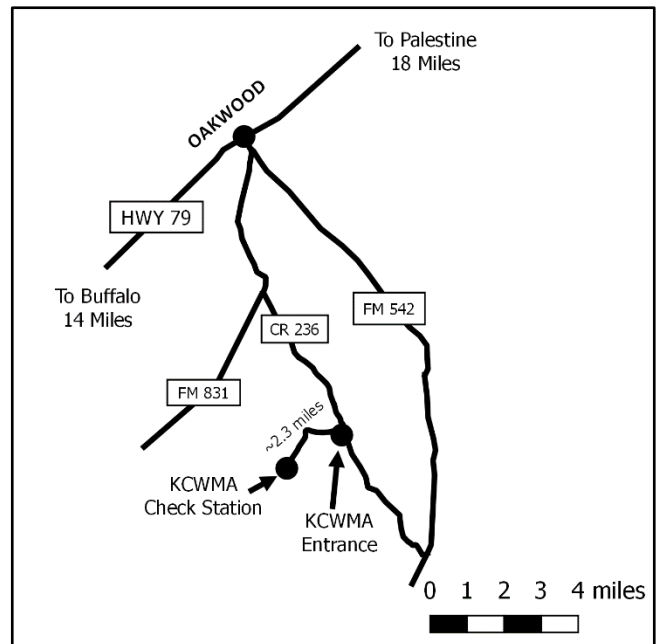 To Palestine
18 Miles
OAKWOOD
HWY 79
To Buffalo
14 Miles
FM 542
CR 236
FM 831
~2.3 miles
KCWMA
Check Station
KCWMA
Entrance
0 1 2 3 4 miles